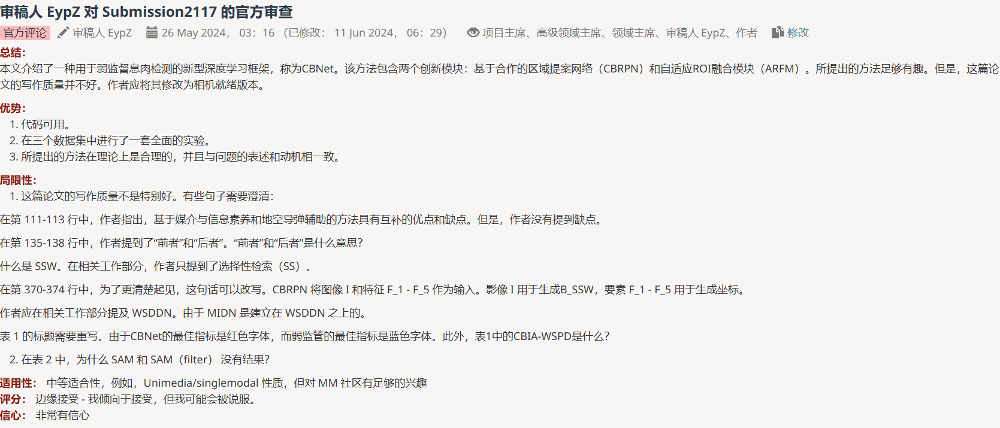 审稿人 EypZ 对 Submission2117 的官方审查
官方评论 审稿人 EypZ 26 May 2024， 03：16 （已修改： 11 Jun 2024， 06：29） 项目主席、高级领域主席、领域主席、审稿人 EypZ、作者 修改
总结：
本文介绍了一种用于弱监督息肉检测的新型深度学习框架，称为CBNet。该方法包含两个创新模块：基于合作的区域提案网络（CBRPN）和自适应ROI融合模块（ARFM）。所提出的方法足够有趣。但是，这篇论
文的写作质量并不好。作者应将其修改为相机就绪版本。
优势：
1. 代码可用。
2. 在三个数据集中进行了一套全面的实验。
3. 所提出的方法在理论上是合理的，并且与问题的表述和动机相一致。
局限性：
1. 这篇论文的写作质量不是特别好。有些句子需要澄清：
在第 111-113 行中，作者指出，基于媒介与信息素养和地空导弹辅助的方法具有互补的优点和缺点。但是，作者没有提到缺点。
在第 135-138 行中，作者提到了“前者”和“后者”。“前者”和“后者”是什么意思？
什么是 SSW。在相关工作部分，作者只提到了选择性检索（SS）。
在第 370-374 行中，为了更清楚起见，这句话可以改写。CBRPN 将图像 I 和特征 F_1 - F_5 作为输入。影像 I 用于生成B_SSW，要素 F_1 - F_5 用于生成坐标。
作者应在相关工作部分提及 WSDDN。由于 MIDN 是建立在 WSDDN 之上的。
表 1 的标题需要重写。由于CBNet的最佳指标是红色字体，而弱监管的最佳指标是蓝色字体。此外，表1中的CBIA-WSPD是什么？
2. 在表 2 中，为什么 SAM 和 SAM（filter） 没有结果？
适用性： 中等适合性，例如，Unimedia/singlemodal 性质，但对 MM 社区有足够的兴趣
评分： 边缘接受 - 我倾向于接受，但我可能会被说服。
信心： 非常有信心